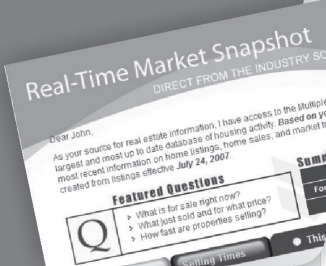 Real-Time Market Snapshot
DIRECT FROM THE INDUSTRY
Dear John,
As your source for real estate information, I have access to the Multiple
largest and most up to date database of housing activity. Based on
most recent information on home listings, home sales, and market
created from listings effective July 24, 2007.
Featured Questions
Q
> What is for sale right now?
> What just sold and for what price?
> How fast are properties selling?
Selling Times
This